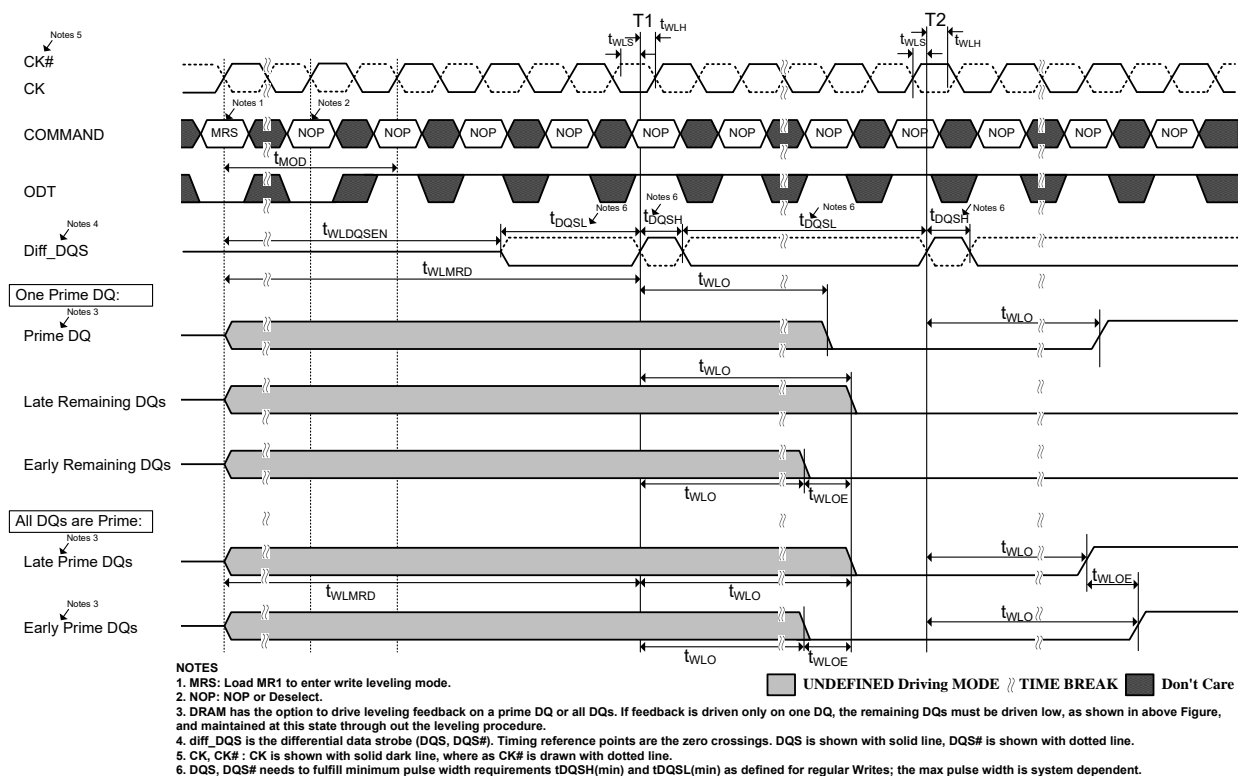 T1
T2
tWLS
tWLH
tWLS
tWLH
Notes 5
CK#
CK
COMMAND
Notes 1
Notes 2
MRS
NOP
NOP
NOP
NOP
NOP
NOP
NOP
NOP
NOP
NOP
NOP
tMOD
ODT
Notes 4
Diff_DQS
tWLDQSEN
tDQSL
Notes 6
tDQSH
Notes 6
tDQSL
Notes 6
tDQSH
Notes 6
tWLMRD
One Prime DQ:
tWLO
Notes 3
Prime DQ
tWLO
tWLO
Late Remaining DQs
Early Remaining DQs
tWLO
tWLOE
All DQs are Prime:
Notes 3
Late Prime DQs
tWLO
tWLMRD
tWLO
tWLOE
Notes 3
Early Prime DQs
tWLO
tWLO
tWLOE
NOTES
1. MRS: Load MR1 to enter write leveling mode.
UNDEFINED Driving MODE
TIME BREAK
Don't Care
2. NOP: NOP or Deselect.
3. DRAM has the option to drive leveling feedback on a prime DQ or all DQs. If feedback is driven only on one DQ, the remaining DQs must be driven low, as shown in above Figure,
and maintained at this state through out the leveling procedure.
4. diff_DQS is the differential data strobe (DQS, DQS#). Timing reference points are the zero crossings. DQS is shown with solid line, DQS# is shown with dotted line.
5. CK, CK# : CK is shown with solid dark line, where as CK# is drawn with dotted line.
6. DQS, DQS# needs to fulfill minimum pulse width requirements tDQSH(min) and tDQSL(min) as defined for regular Writes; the max pulse width is system dependent.